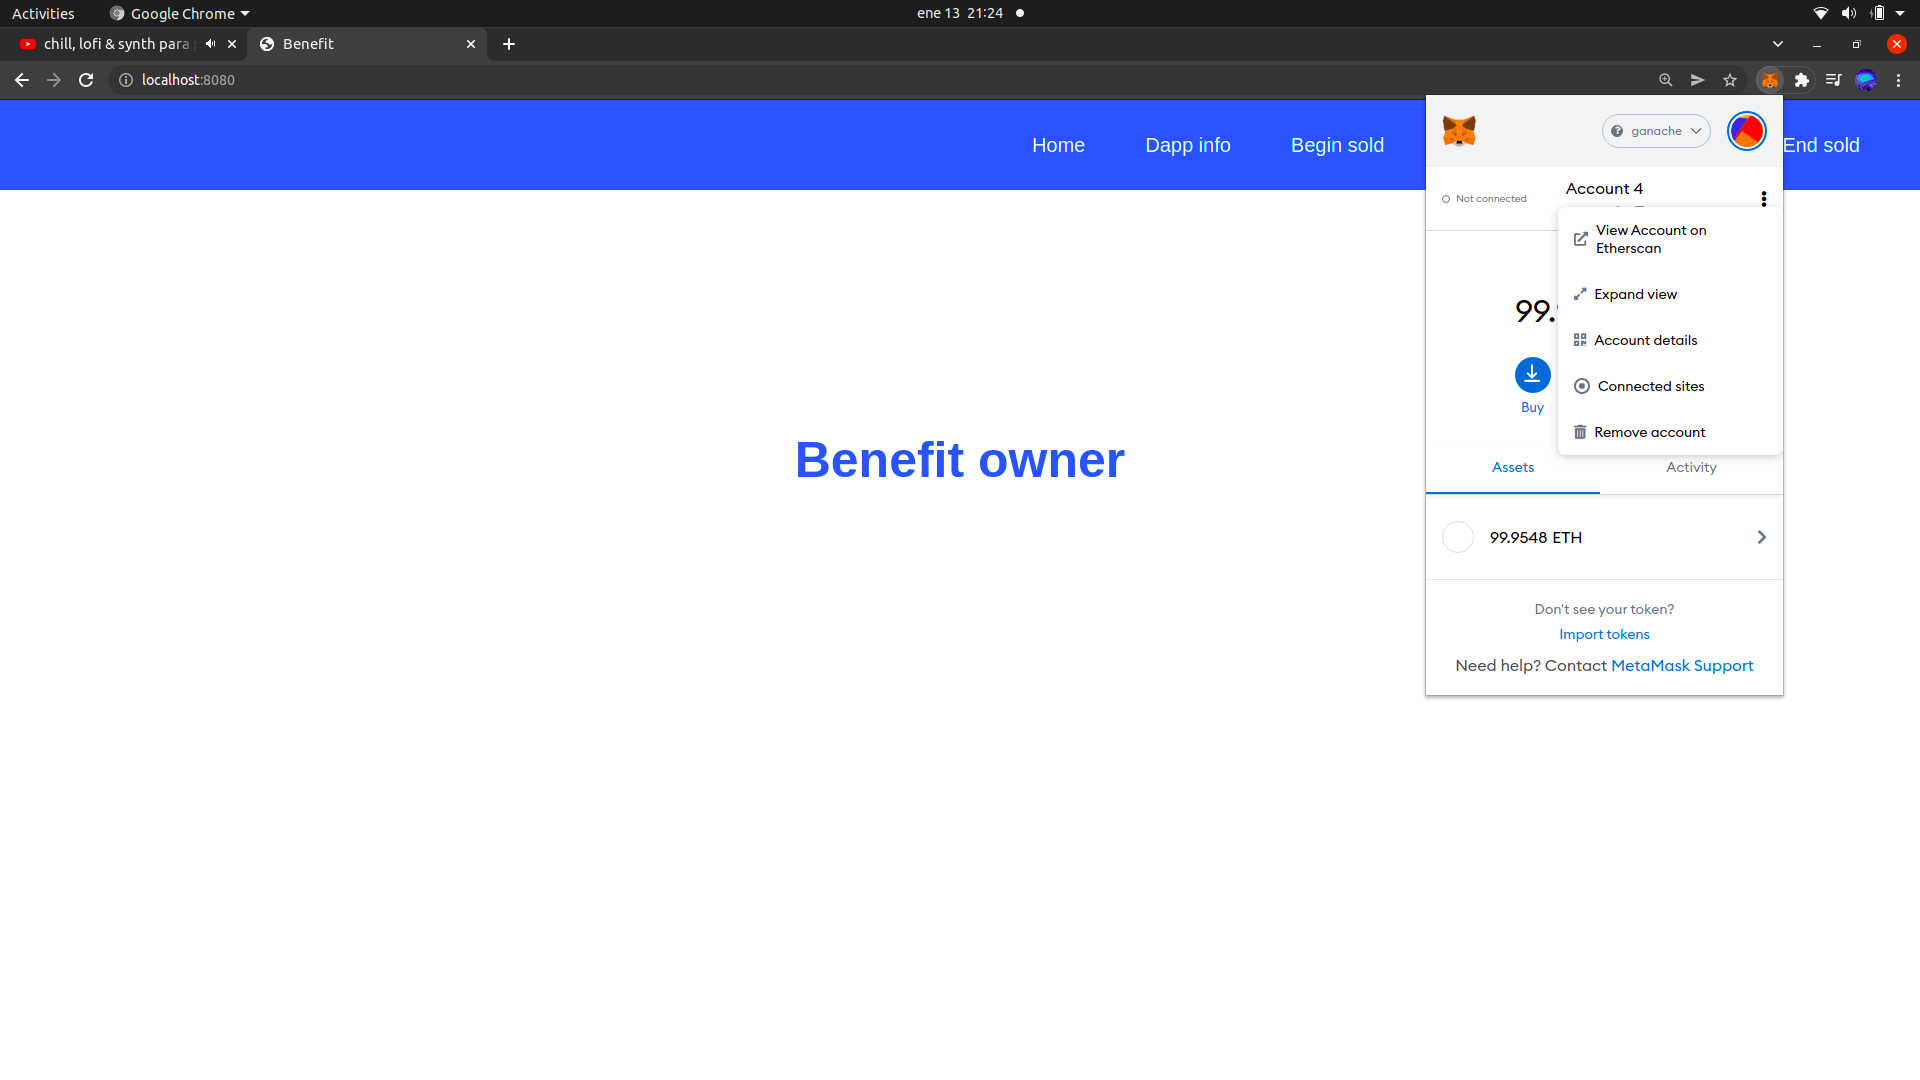 Activities
Google Chrome
ene 13 21:24
chill, lofi & synth para
Benefit
localhost:8080
Home
Dapp info
Begin sold
End sold
ganache
Not connected
Account 4
View Account on
Etherscan
Expand view
99.
Account details
Connected sites
Buy
Remove account
Benefit owner
Assets
Activity
99.9548 ETH
Don't see your token?
Import tokens
Need help? Contact MetaMask Support